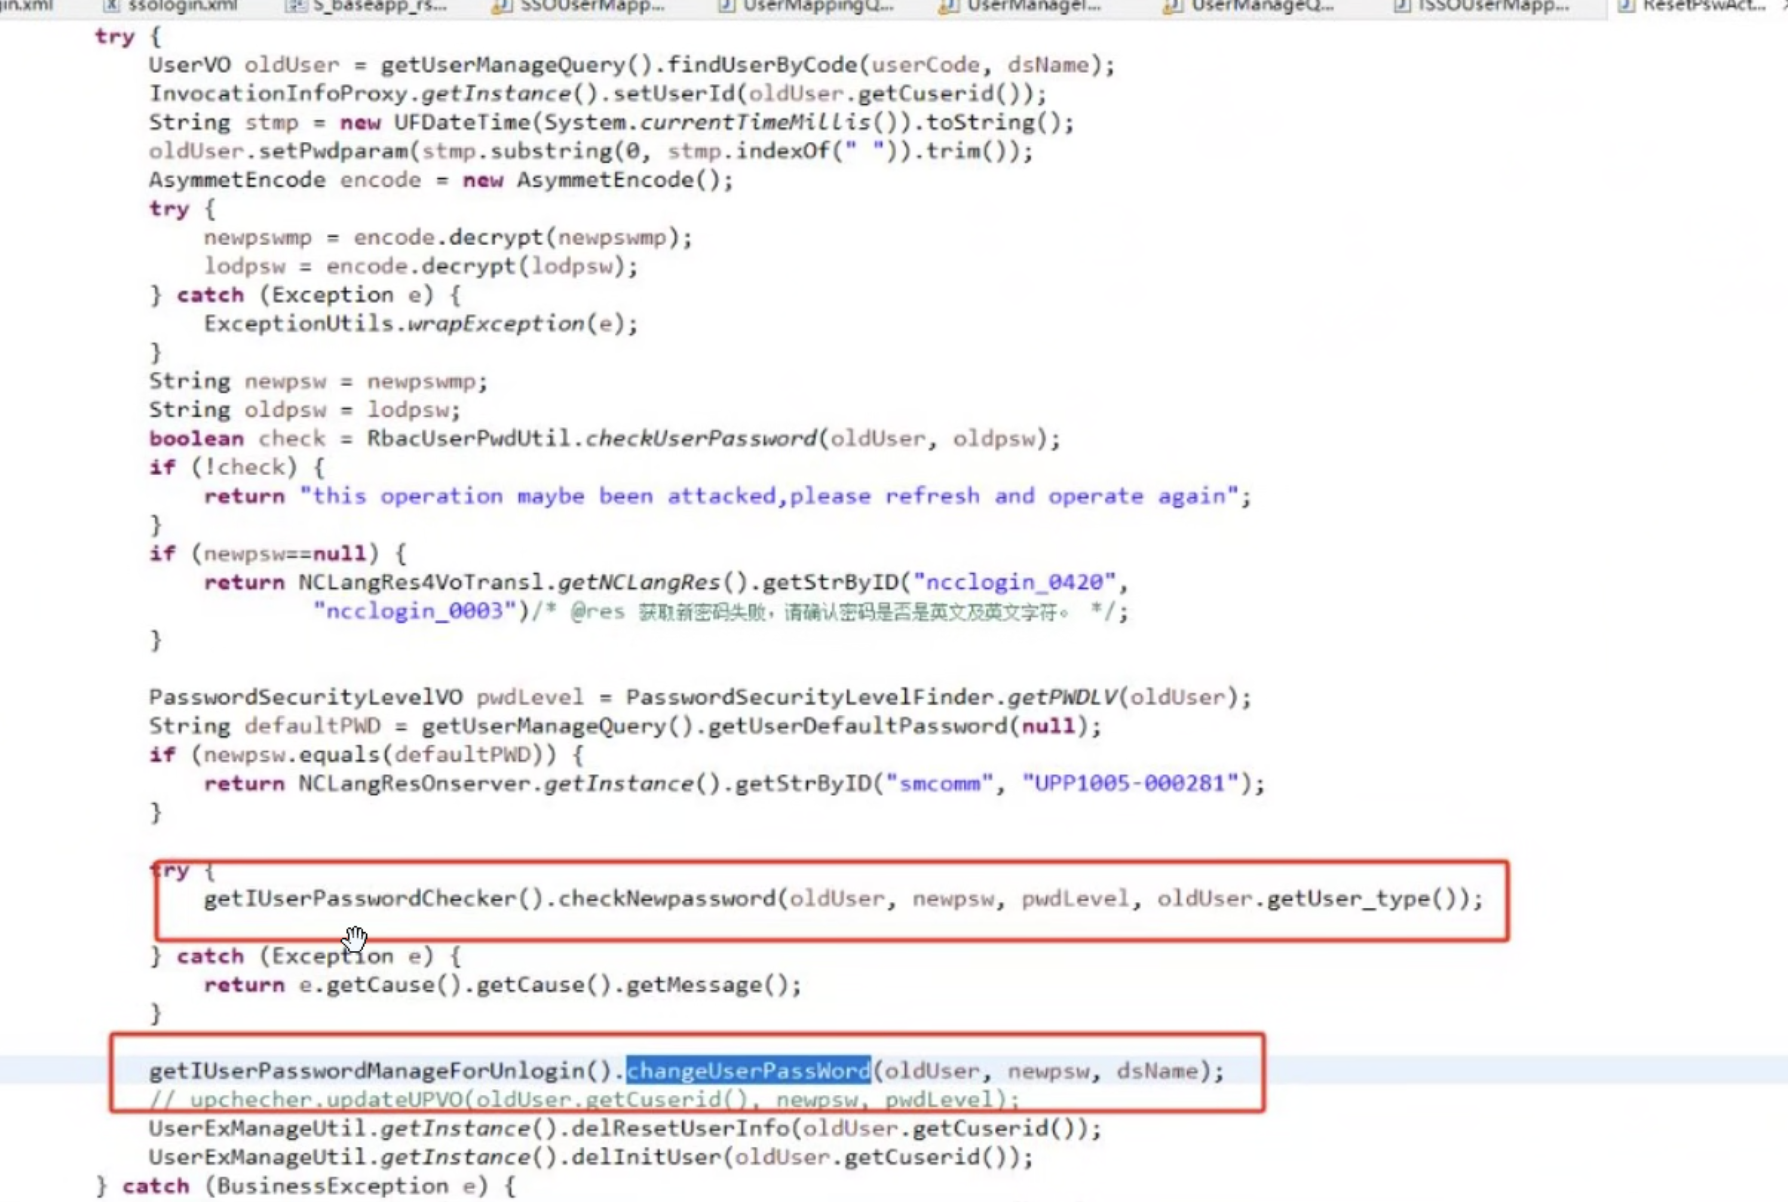 ssologin.xml S_baseapp_rs... SSOUserMapp... UserMappingQ... UserManageI... UserManageQ... ISSOUserMapp... ResetPswAct...
try {
UserVO oldUser = getUserManageQuery().findUserByCode(userCode, dsName);
InvocationInfoProxy.getInstance().setUserId(oldUser.getCuserid());
String stmp = new UFDateTime(System.currentTimeMillis()).toString();
oldUser.setPwdparam(stmp.substring(0, stmp.indexOf(" ")).trim());
AsymmetEncode encode = new AsymmetEncode();
try {
newpswmp = encode.decrypt(newpswmp);
lodpsw = encode.decrypt(lodpsw);
} catch (Exception e) {
ExceptionUtils.wrapException(e);
}
String newpsw = newpswmp;
String oldpsw = lodpsw;
boolean check = RbacUserPwdUtil.checkUserPassword(oldUser, oldpsw);
if (!check) {
return "this operation maybe been attacked,please refresh and operate again";
}
if (newpsw==null) {
return NCLangRes4VoTransl.getNCLangRes().getStrByID("ncclogin_0420",
"ncclogin_0003")/* @res 获取新密码失败，请确认密码是否是英文及英文字符。 */;
}
PasswordSecurityLevelVO pwdLevel = PasswordSecurityLevelFinder.getPWDLV(oldUser);
String defaultPWD = getUserManageQuery().getUserDefaultPassword(null);
if (newpsw.equals(defaultPWD)) {
return NCLangResOnserver.getInstance().getStrByID("smcomm", "UPP1005-000281");
}
try {
getIUserPasswordChecker().checkNewpassword(oldUser, newpsw, pwdLevel, oldUser.getUser_type());
} catch (Exception e) {
return e.getCause().getCause().getMessage();
}
getIUserPasswordManageForUnlogin().changeUserPassWord(oldUser, newpsw, dsName);
// upchecher.updateUPVO(oldUser.getCuserid(), newpsw, pwdLevel);
UserExManageUtil.getInstance().delResetUserInfo(oldUser.getCuserid());
UserExManageUtil.getInstance().delInitUser(oldUser.getCuserid());
} catch (BusinessException e) {